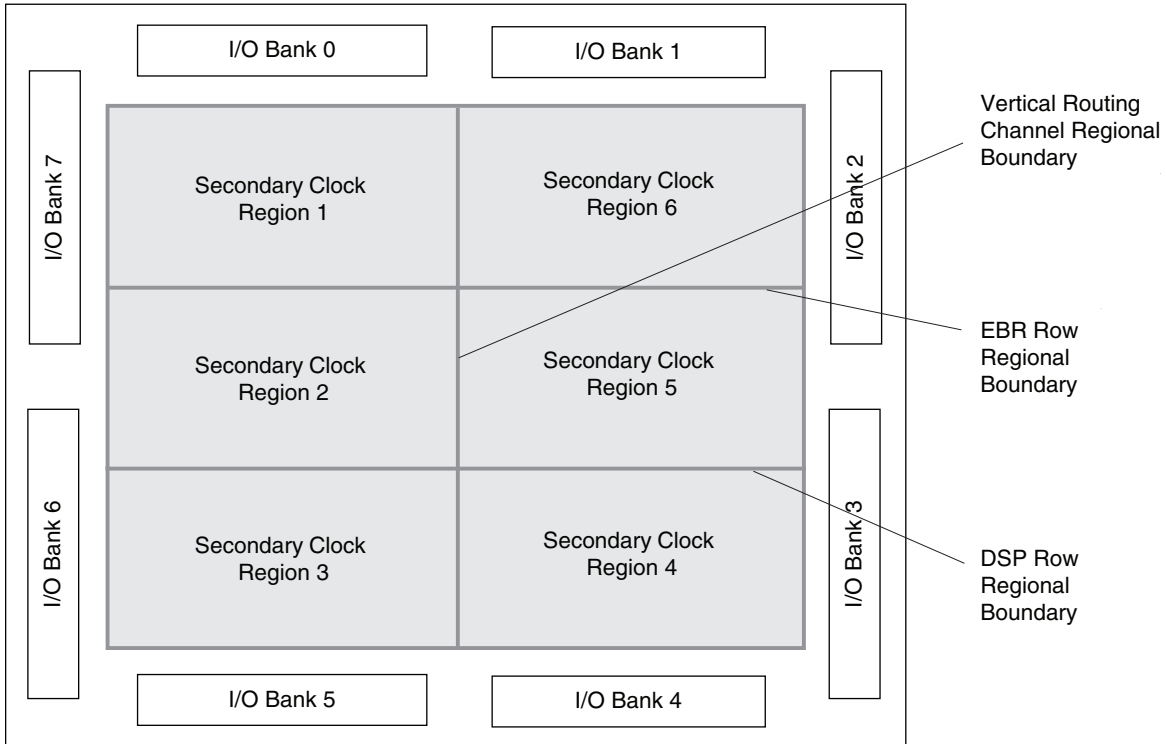 I/O Bank 0
I/O Bank 1
Vertical Routing
Channel Regional
Boundary
I/O Bank 7
Secondary Clock
Region 1
Secondary Clock
Region 6
I/O Bank 2
Secondary Clock
Region 2
Secondary Clock
Region 5
EBR Row
Regional
Boundary
I/O Bank 6
Secondary Clock
Region 3
Secondary Clock
Region 4
I/O Bank 3
DSP Row
Regional
Boundary
I/O Bank 5
I/O Bank 4